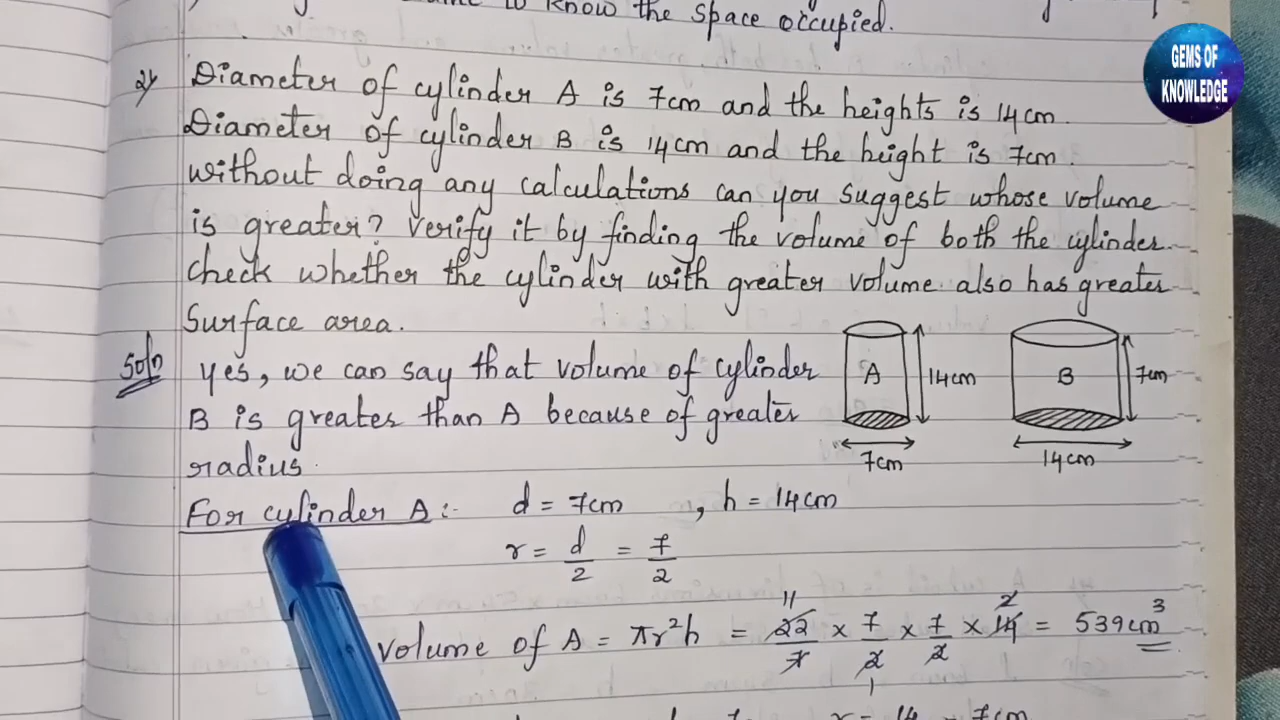 to know the space occupied.
GEMS OF
KNOWLEDGE
2) Diameter of cylinder A is 7cm and the heights is 14cm.
Diameter of cylinder B is 14cm and the height is 7cm.
without doing any calculations can you suggest whose volume
is greater? Verify it by finding the volume of both the cylinder.
check whether the cylinder with greater volume also has greater
Surface area.
Soln yes, we can say that volume of cylinder
B is greater than A because of greater
radius.
A 14cm 7cm
B 7cm 14cm
For cylinder A :- d = 7cm , h = 14cm
r = d/2 = 7/2
volume of A = πr²h = 22/7 × 7/2 × 7/2 × 14 = 539cm³
11 2 1
r = 14 = 7cm